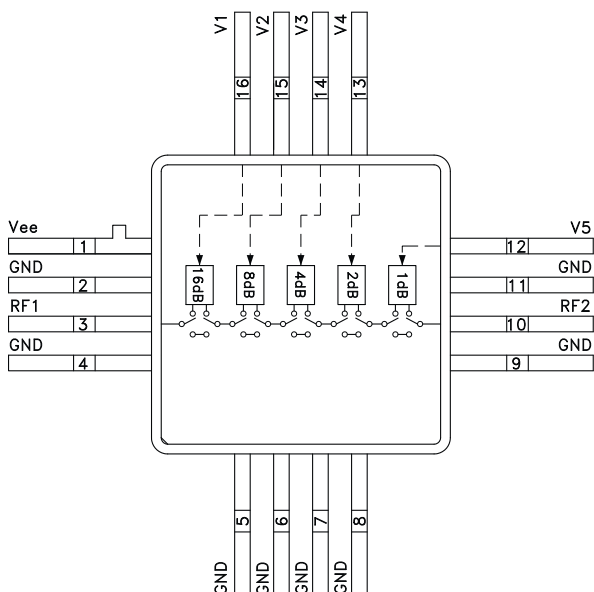 V1
V2
V3
V4
16
15
14
13
Vee
1
GND
2
RF1
3
GND
4
V5
12
GND
11
RF2
10
GND
9
16dB
8dB
4dB
2dB
1dB
5
6
7
8
GND
GND
GND
GND